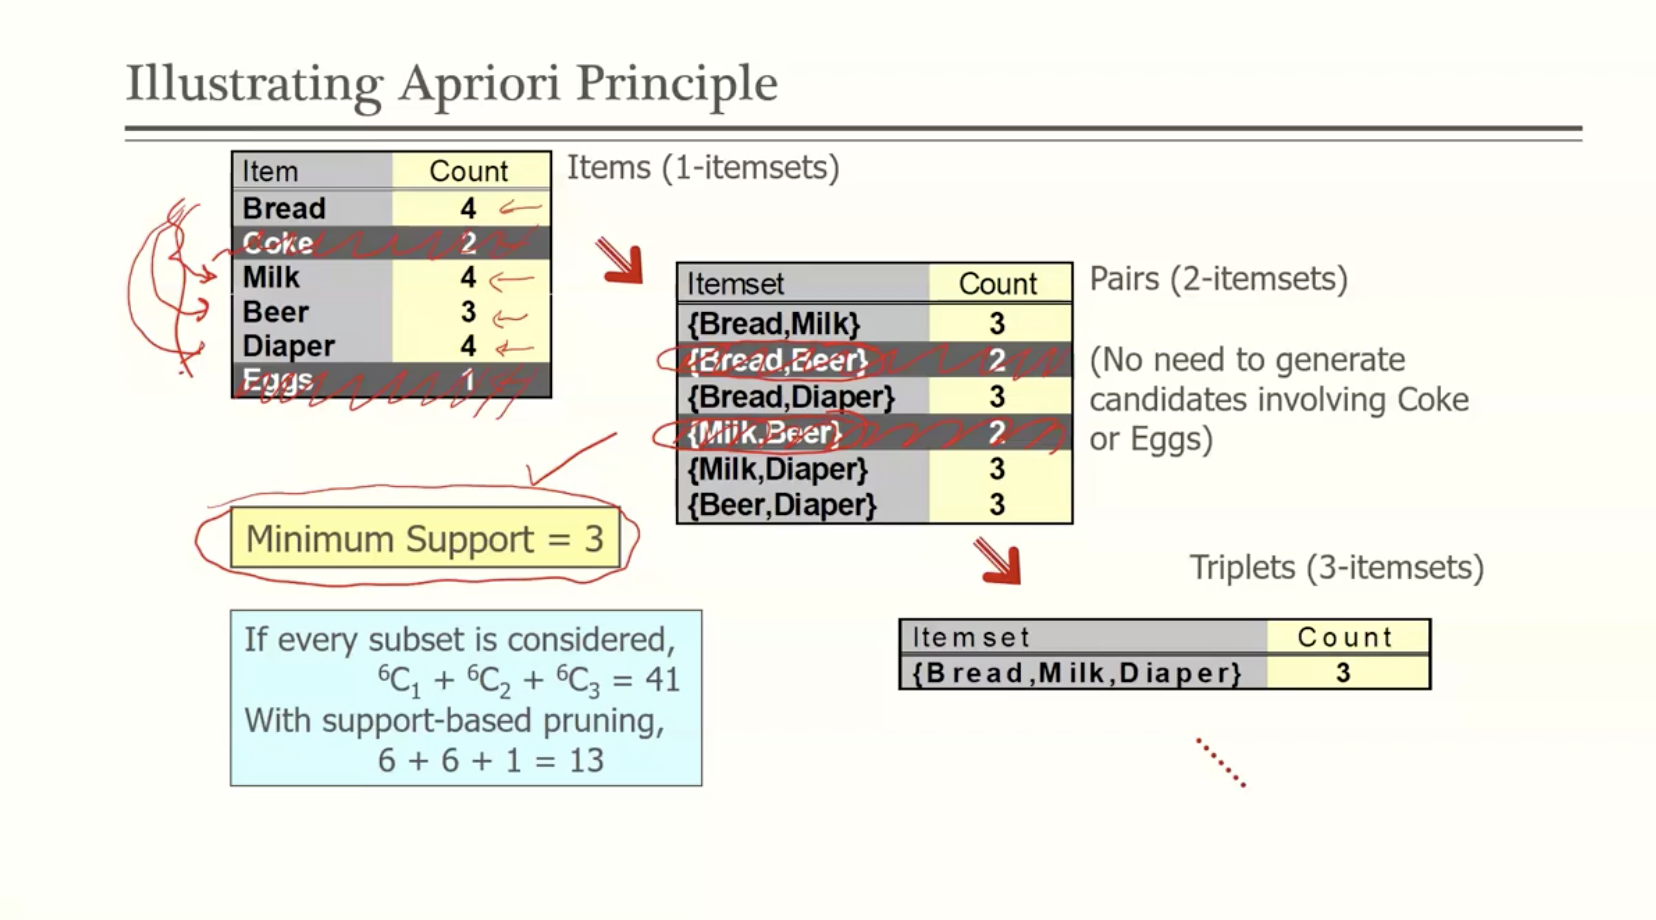 Illustrating Apriori Principle
Item Count
Bread 4
Coke 2
Milk 4
Beer 3
Diaper 4
Eggs 1
Items (1-itemsets)
Itemset Count
{Bread,Milk} 3
{Bread,Beer} 2
{Bread,Diaper} 3
{Milk,Beer} 2
{Milk,Diaper} 3
{Beer,Diaper} 3
Pairs (2-itemsets)
(No need to generate
candidates involving Coke
or Eggs)
Minimum Support = 3
Triplets (3-itemsets)
Itemset Count
{Bread,Milk,Diaper} 3
If every subset is considered,
⁶C₁ + ⁶C₂ + ⁶C₃ = 41
With support-based pruning,
6 + 6 + 1 = 13